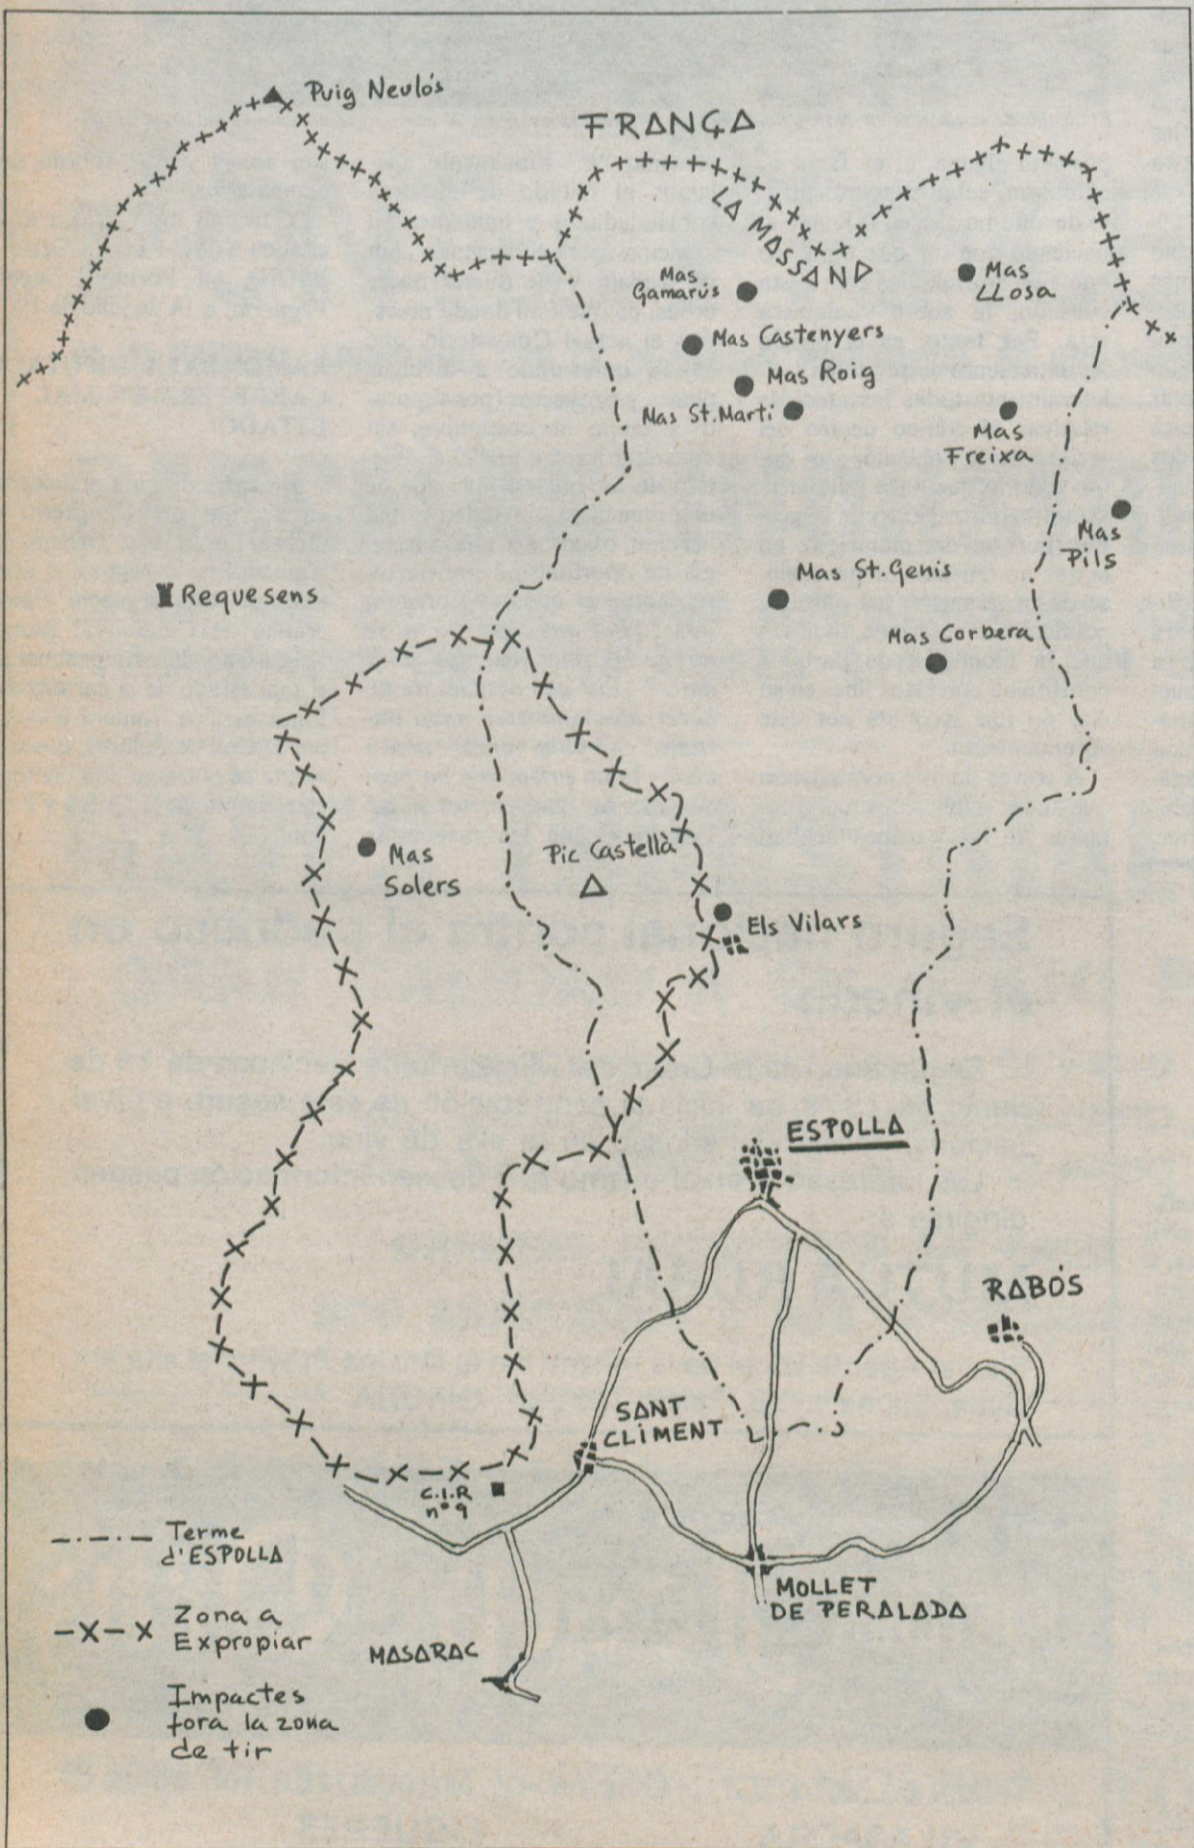 Puig Neulós
FRANÇA
LA MASSANA
Mas
Gamarús
Mas
LLosa
Mas Castenyers
Mas Roig
Mas St. Martí
Mas
Freixa
Mas
Pils
Requesens
Mas St. Genis
Mas Corbera
Mas
Solers
Pic Castellà
Els Vilars
ESPOLLA
RABÓS
SANT
CLIMENT
C.I.R
nº 9
MOLLET
DE PERALADA
MASARAC
Terme
d'ESPOLLA
Zona a
Expropiar
Impactes
fora la zona
de tir